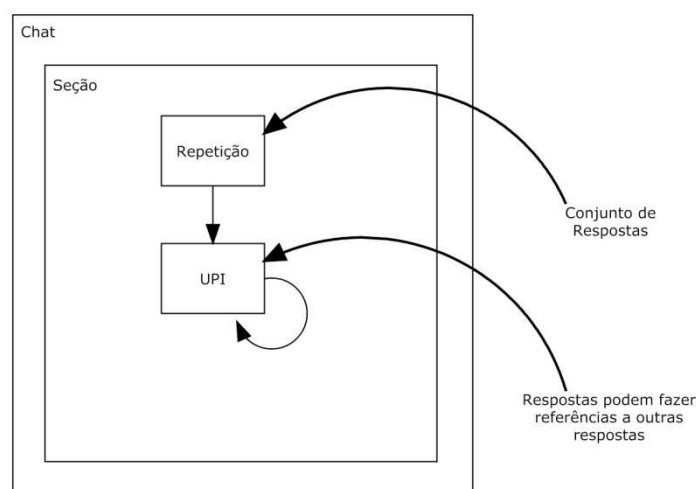 Chat
Seção
Repetição
Conjunto de
Respostas
UPI
Respostas podem fazer
referências a outras
respostas